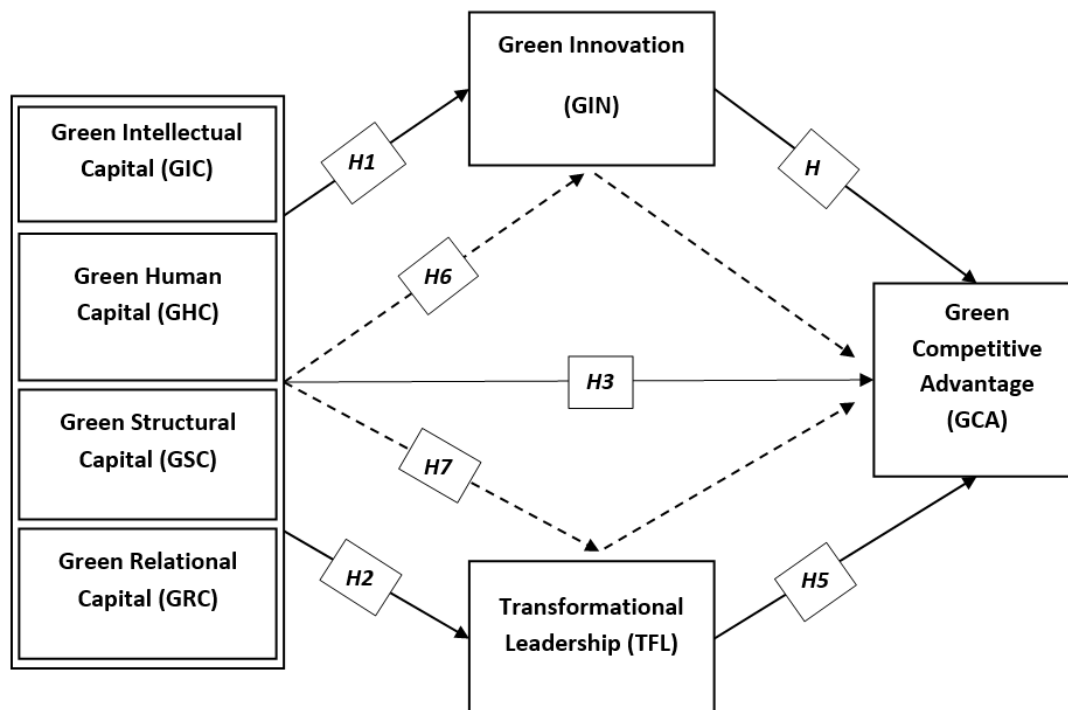 Green Intellectual
Capital (GIC)
Green Human
Capital (GHC)
Green Structural
Capital (GSC)
Green Relational
Capital (GRC)
H1
H6
H3
H7
H2
Green Innovation
(GIN)
Transformational
Leadership (TFL)
H
H5
Green
Competitive
Advantage
(GCA)